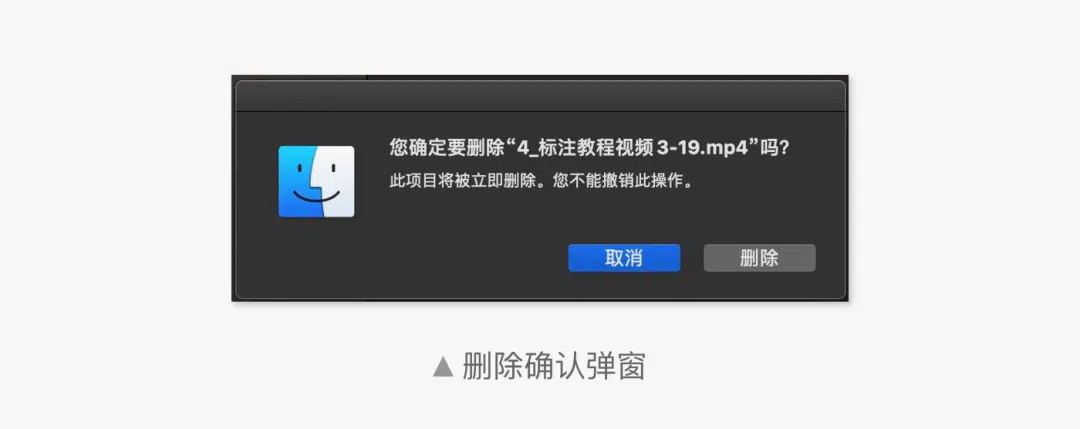 您确定要删除“4_标注教程视频 3-19.mp4”吗?
此项目将被立即删除。您不能撤销此操作。
取消 删除
▲ 删除确认弹窗